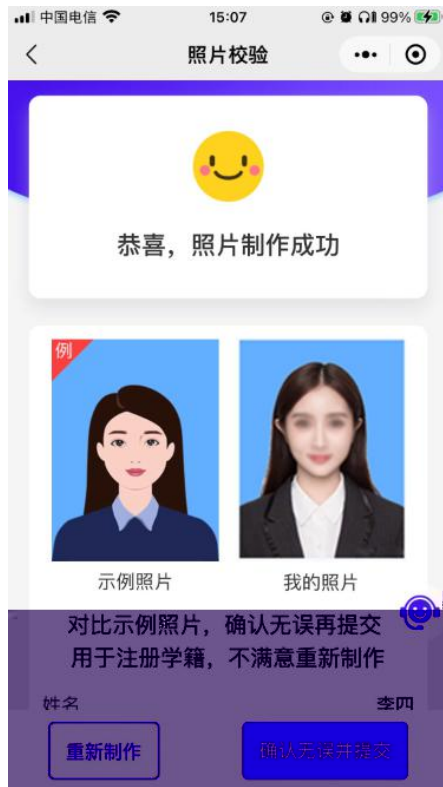 中国电信 15:07 99%
照片校验
恭喜，照片制作成功
例
示例照片 我的照片
对比示例照片，确认无误再提交
用于注册学籍，不满意重新制作
姓名 李四
重新制作 确认无误并提交